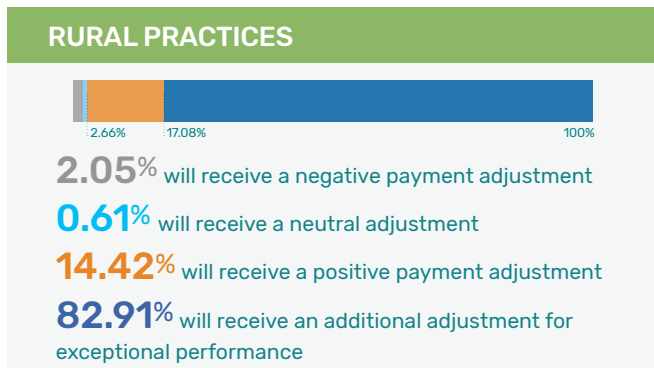 RURAL PRACTICES
2.66% 17.08% 100%
2.05% will receive a negative payment adjustment
0.61% will receive a neutral adjustment
14.42% will receive a positive payment adjustment
82.91% will receive an additional adjustment for
exceptional performance